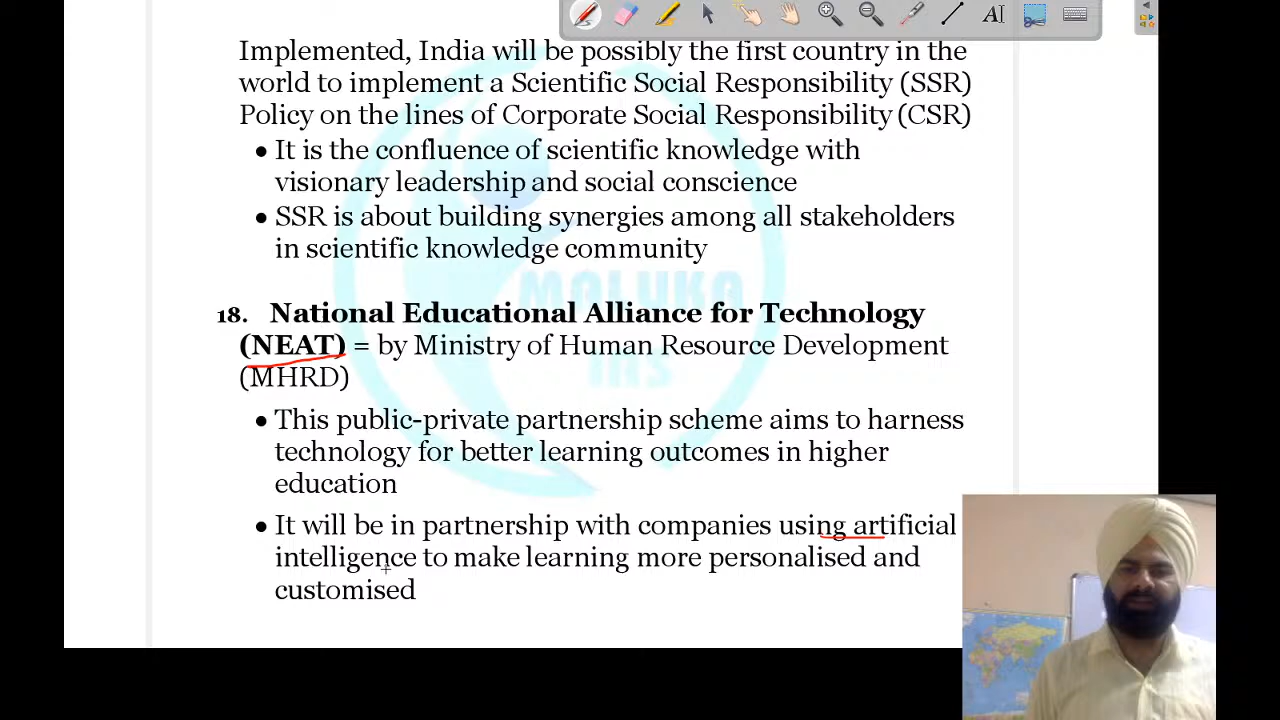 Implemented, India will be possibly the first country in the
world to implement a Scientific Social Responsibility (SSR)
Policy on the lines of Corporate Social Responsibility (CSR)
• It is the confluence of scientific knowledge with
visionary leadership and social conscience
• SSR is about building synergies among all stakeholders
in scientific knowledge community
MALUKA
IAS
18. National Educational Alliance for Technology
(NEAT) = by Ministry of Human Resource Development
(MHRD)
• This public-private partnership scheme aims to harness
technology for better learning outcomes in higher
education
• It will be in partnership with companies using artificial
intelligence to make learning more personalised and
customised